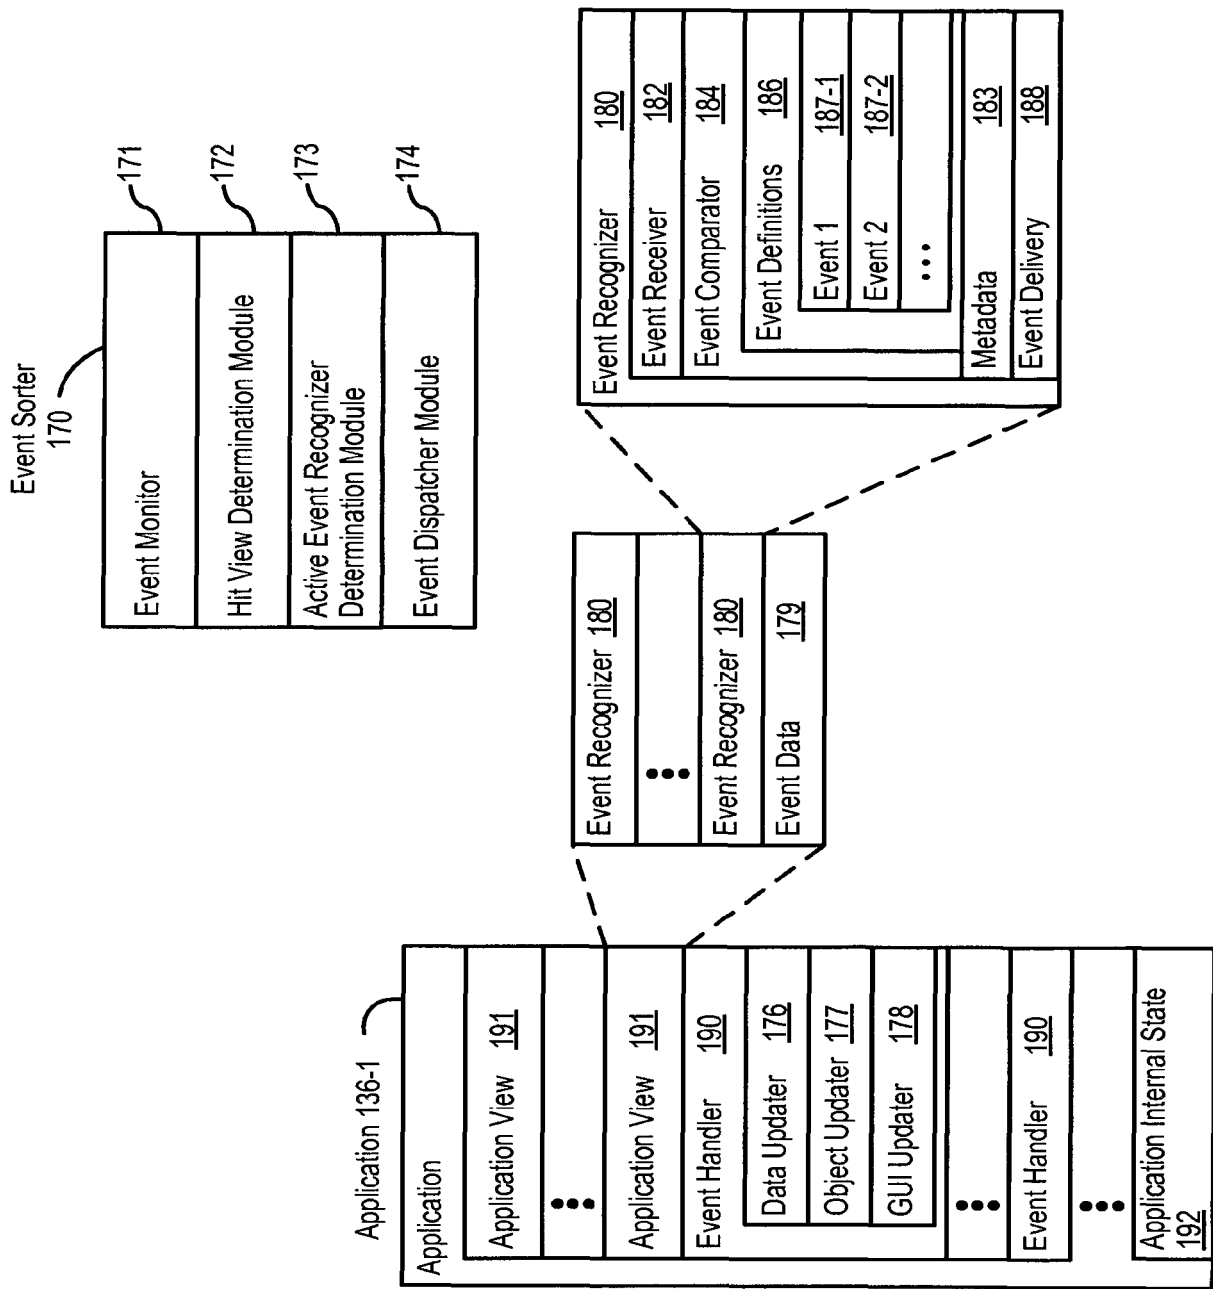 Event Sorter
170
Event Monitor
171
Hit View Determination Module
172
Active Event Recognizer
Determination Module
173
Event Dispatcher Module
174
Application 136-1
Application
Application View 191
•••
Application View 191
Event Handler 190
Data Updater 176
Object Updater 177
GUI Updater 178
•••
Event Handler 190
•••
Application Internal State
192
Event Recognizer 180
•••
Event Recognizer 180
Event Data 179
Event Recognizer 180
Event Receiver 182
Event Comparator 184
Event Definitions 186
Event 1 187-1
Event 2 187-2
•••
Metadata 183
Event Delivery 188